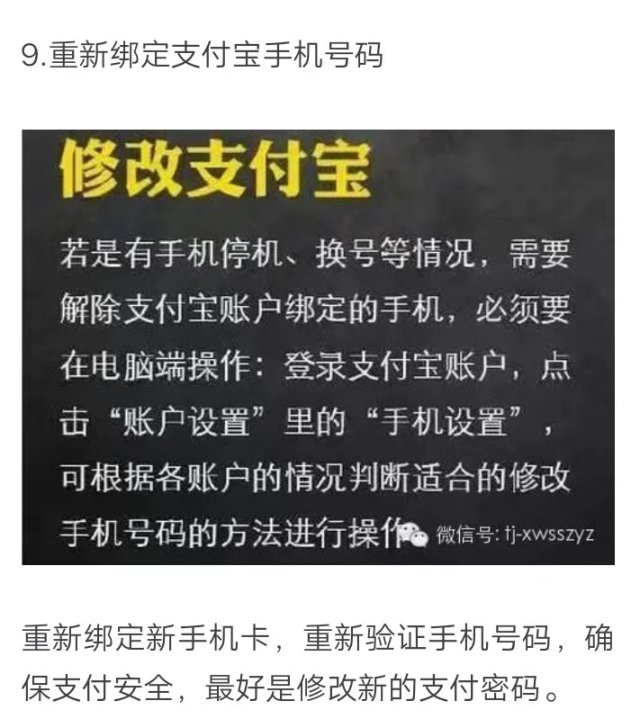 9.重新绑定支付宝手机号码
修改支付宝
若是有手机停机、换号等情况，需要
解除支付宝账户绑定的手机，必须要
在电脑端操作：登录支付宝账户，点
击“账户设置”里的“手机设置”，
可根据各账户的情况判断适合的修改
手机号码的方法进行操作
微信号: tj-xwsszyz
重新绑定新手机卡，重新验证手机号码，确
保支付安全，最好是修改新的支付密码。